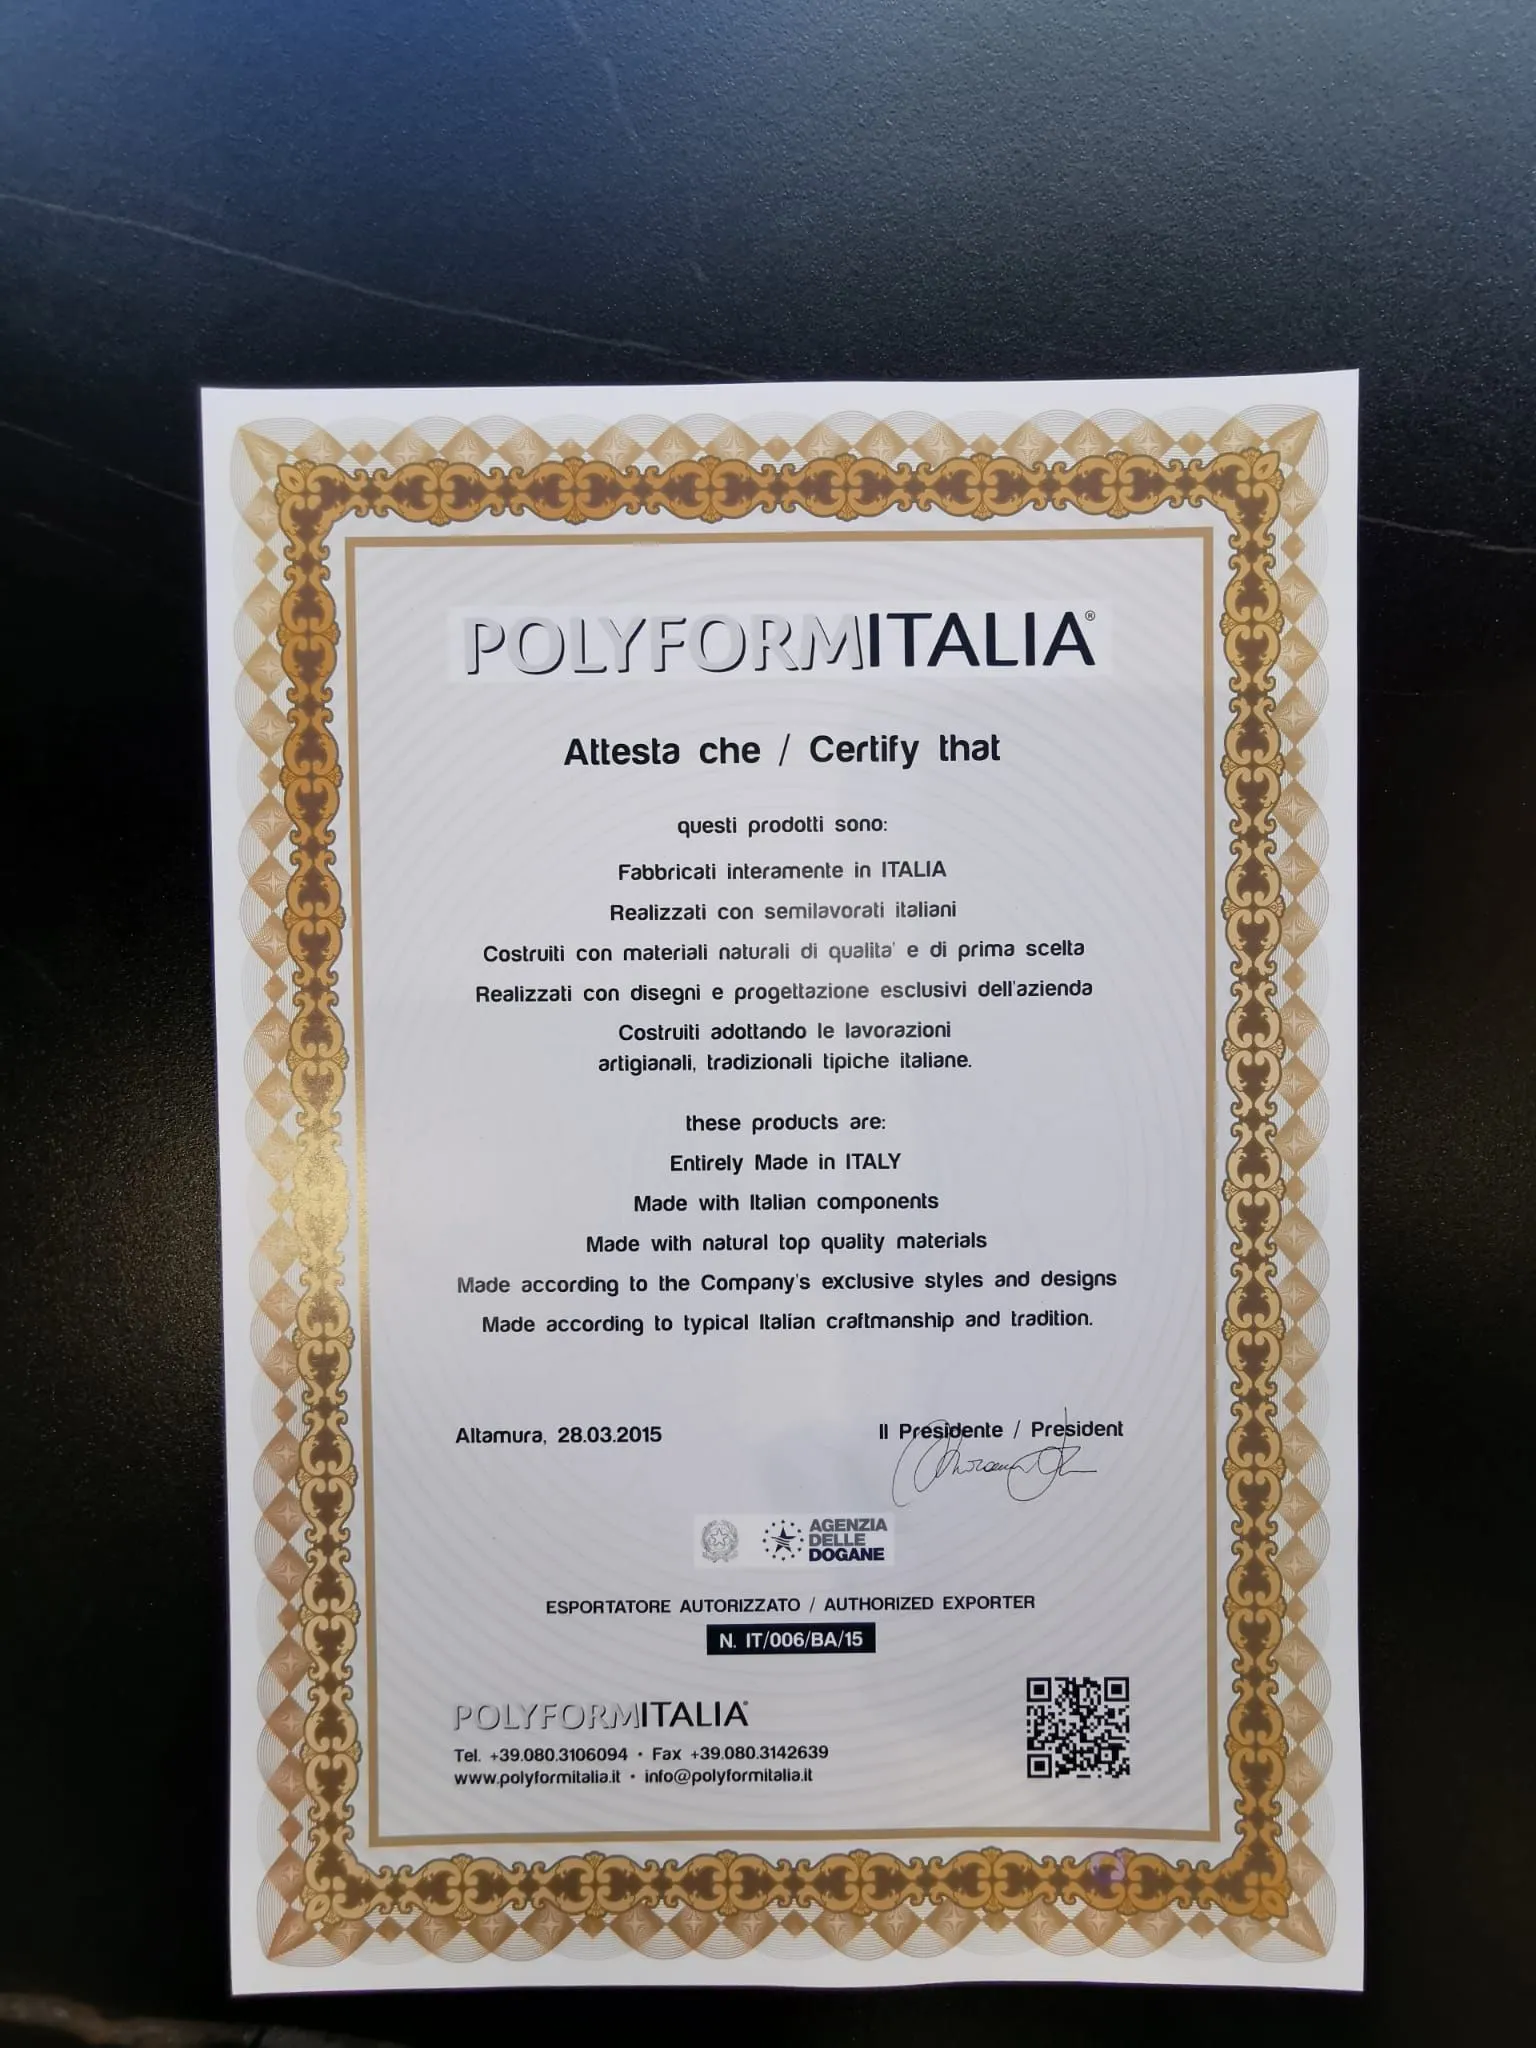 POLYFORMITALIA®
Attesta che / Certify that
questi prodotti sono:
Fabbricati interamente in ITALIA
Realizzati con semilavorati italiani
Costruiti con materiali naturali di qualita' e di prima scelta
Realizzati con disegni e progettazione esclusivi dell'azienda
Costruiti adottando le lavorazioni
artigianali, tradizionali tipiche italiane.
these products are:
Entirely Made in ITALY
Made with Italian components
Made with natural top quality materials
Made according to the Company's exclusive styles and designs
Made according to typical Italian craftmanship and tradition.
Altamura, 28.03.2015
Il Presidente / President
AGENZIA
DELLE
DOGANE
ESPORTATORE AUTORIZZATO / AUTHORIZED EXPORTER
N. IT/006/BA/15
POLYFORMITALIA®
Tel. +39.080.3106094 • Fax +39.080.3142639
www.polyformitalia.it • info@polyformitalia.it